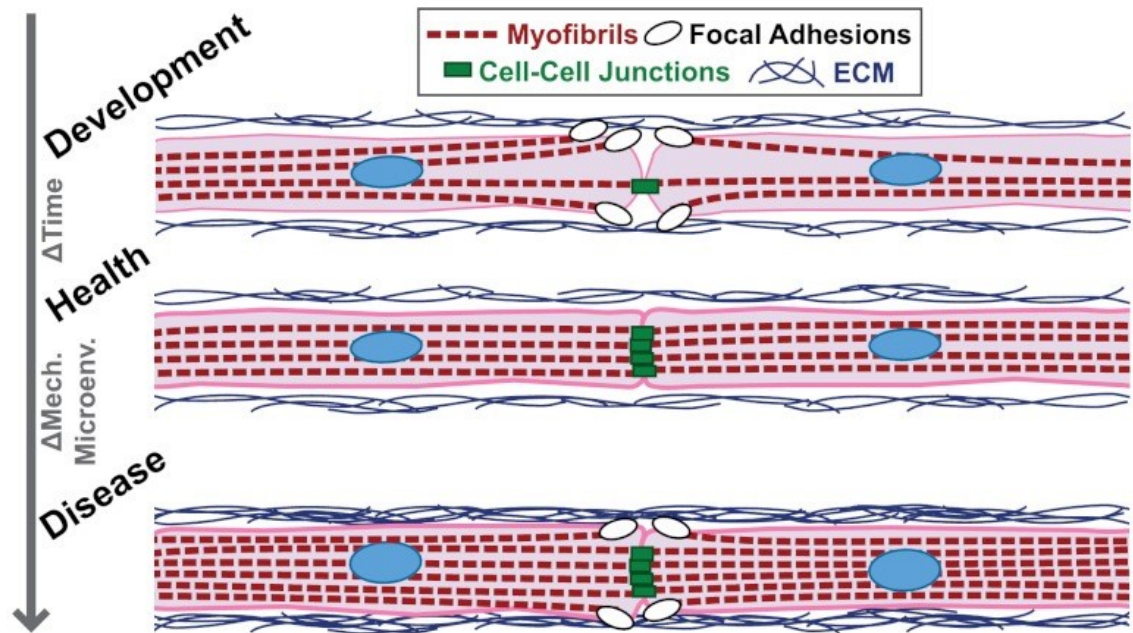 Myofibrils Focal Adhesions
Cell-Cell Junctions ECM
Development
ΔTime
Health
ΔMech.
Microenv.
Disease